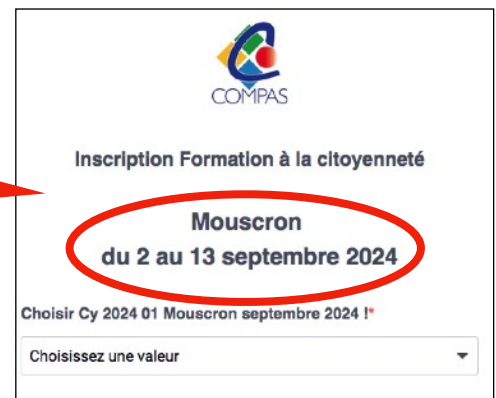 COMPAS
Inscription Formation à la citoyenneté
Mouscron
du 2 au 13 septembre 2024
Choisir Cy 2024 01 Mouscron septembre 2024 !*
Choisissez une valeur